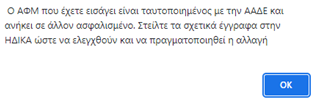 Ο ΑΦΜ που έχετε εισάγει είναι ταυτοποιημένος με την ΑΑΔΕ και
ανήκει σε άλλον ασφαλισμένο. Στείλτε τα σχετικά έγγραφα στην
ΗΔΙΚΑ ώστε να ελεγχθούν και να πραγματοποιηθεί η αλλαγή
OK